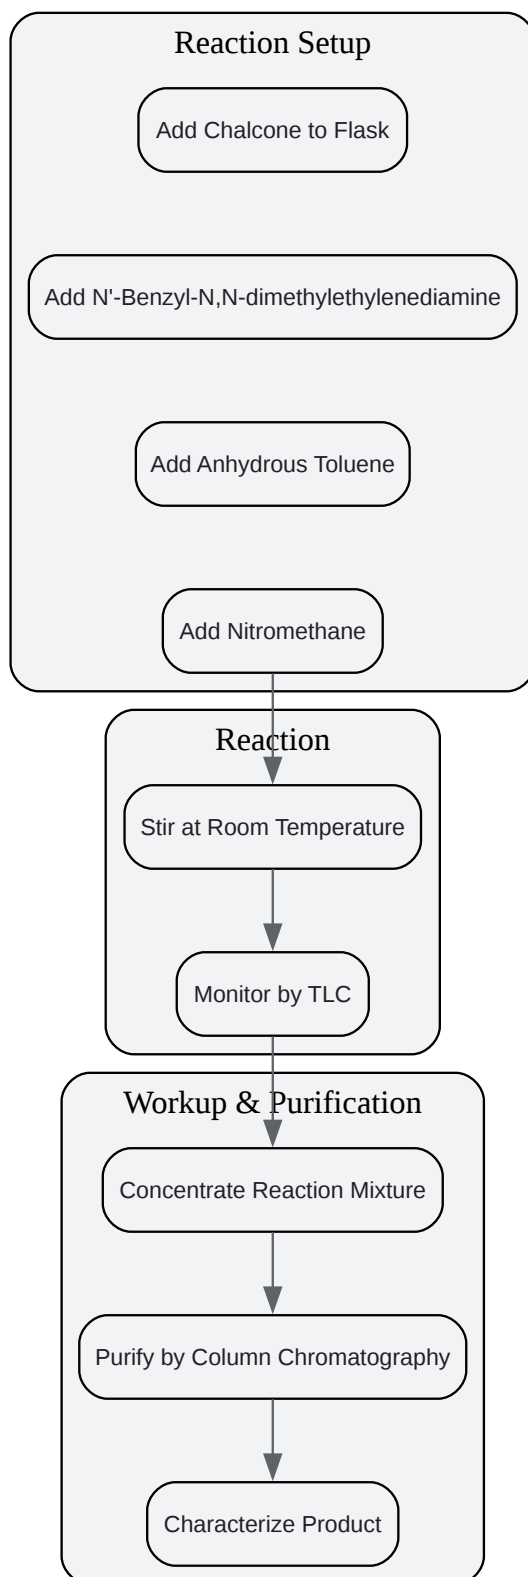 Reaction Setup
Add Chalcone to Flask
Add N'-Benzyl-N,N-dimethylethylenediamine
Add Anhydrous Toluene
Add Nitromethane
Reaction
Stir at Room Temperature
Monitor by TLC
Workup & Purification
Concentrate Reaction Mixture
Purify by Column Chromatography
Characterize Product